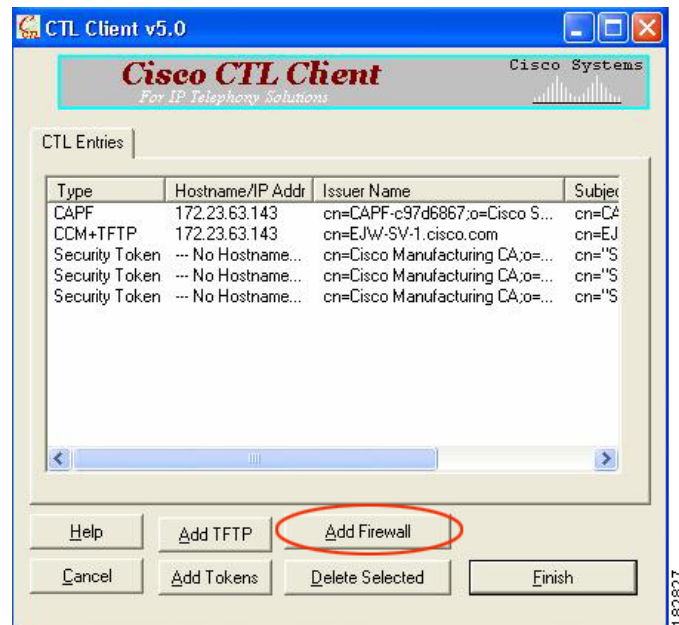 CTL Client v5.0
Cisco CTL Client
For IP Telephony Solutions
Cisco Systems
CTL Entries
Type Hostname/IP Addr Issuer Name Subjec
CAPF 172.23.63.143 cn=CAPF-c97d6867;o=Cisco S... cn=CA
CCM+TFTP 172.23.63.143 cn=EJW-SV-1.cisco.com cn=EJ
Security Token --- No Hostname... cn=Cisco Manufacturing CA;o=... cn="S
Security Token --- No Hostname... cn=Cisco Manufacturing CA;o=... cn="S
Security Token --- No Hostname... cn=Cisco Manufacturing CA;o=... cn="S
Help Add TFTP Add Firewall
Cancel Add Tokens Delete Selected Finish
182827